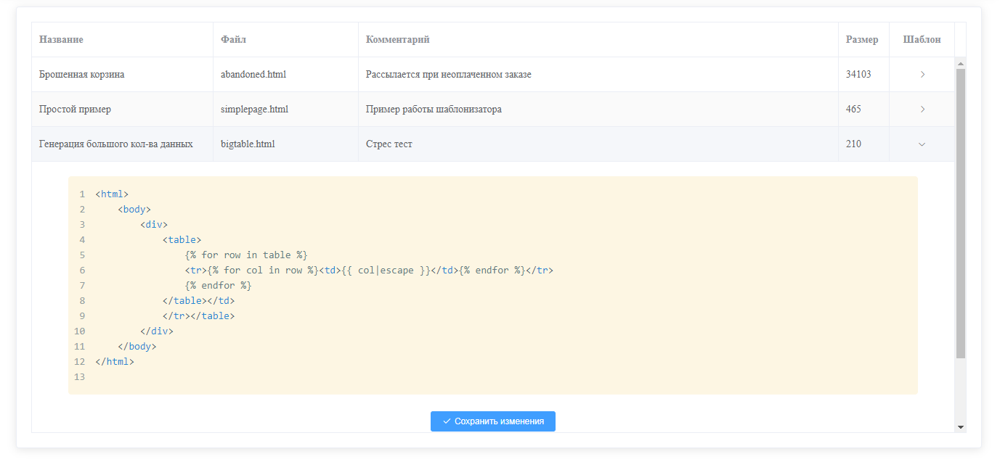 Название Файл Комментарий Размер Шаблон
Брошенная корзина abandoned.html Рассылается при неоплаченном заказе 34103
Простой пример simplepage.html Пример работы шаблонизатора 465
Генерация большого кол-ва данных bigtable.html Стрес тест 210
1 <html>
2     <body>
3         <div>
4             <table>
5                 {% for row in table %}
6                 <tr>{% for col in row %}<td>{{ col|escape }}</td>{% endfor %}</tr>
7                 {% endfor %}
8             </table></td>
9             </tr></table>
10         </div>
11     </body>
12 </html>
13
Сохранить изменения